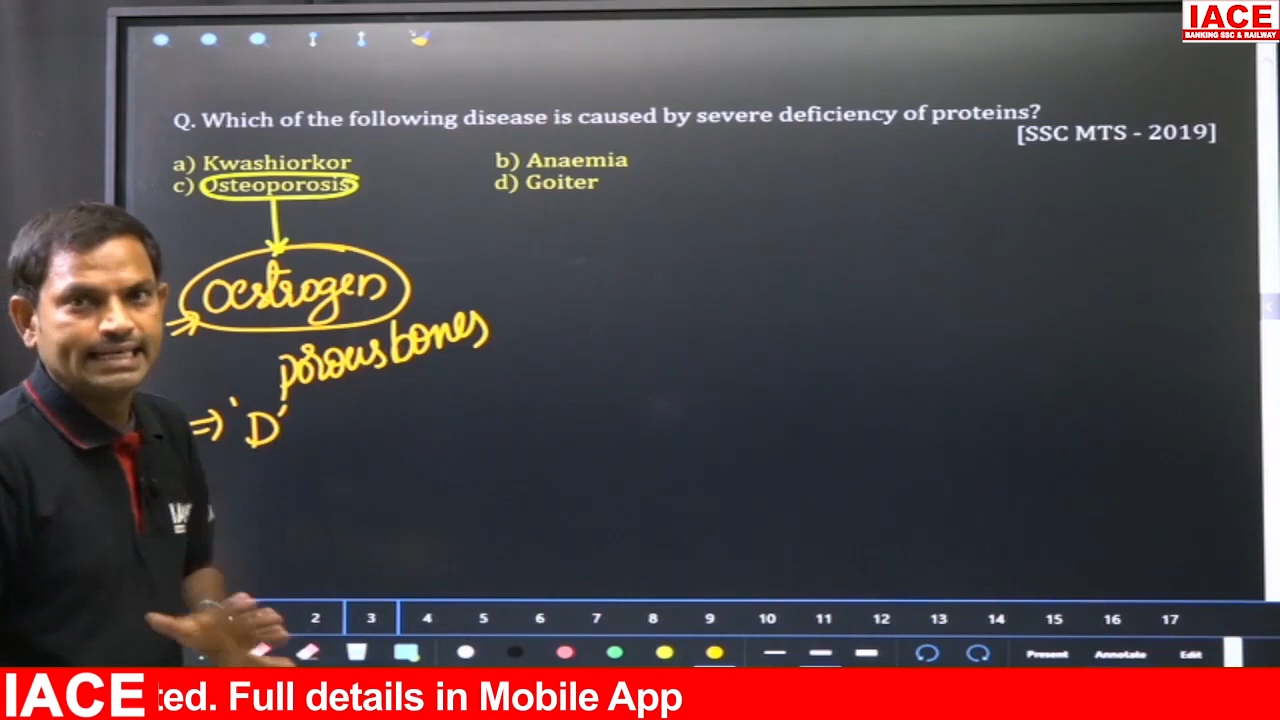 IACE
BANKING SSC & RAILWAY
Q. Which of the following disease is caused by severe deficiency of proteins?
[SSC MTS - 2019]
a) Kwashiorkor
b) Anaemia
c) Osteoporosis
d) Goiter
oestrogen
porous bones
⇒ 'D'
2 3 4 5 6 7 8 9 10 11 12 13 14 15 16 17
Present Annotate Edit
IACE
ted. Full details in Mobile App